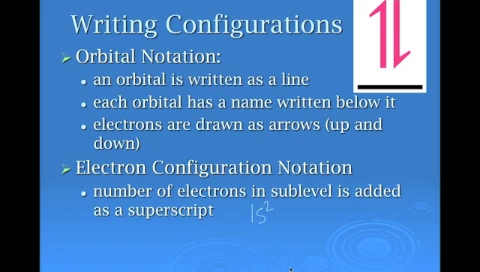 Writing Configurations
Orbital Notation:
an orbital is written as a line
each orbital has a name written below it
electrons are drawn as arrows (up and
down)
Electron Configuration Notation
number of electrons in sublevel is added
as a superscript 1s²